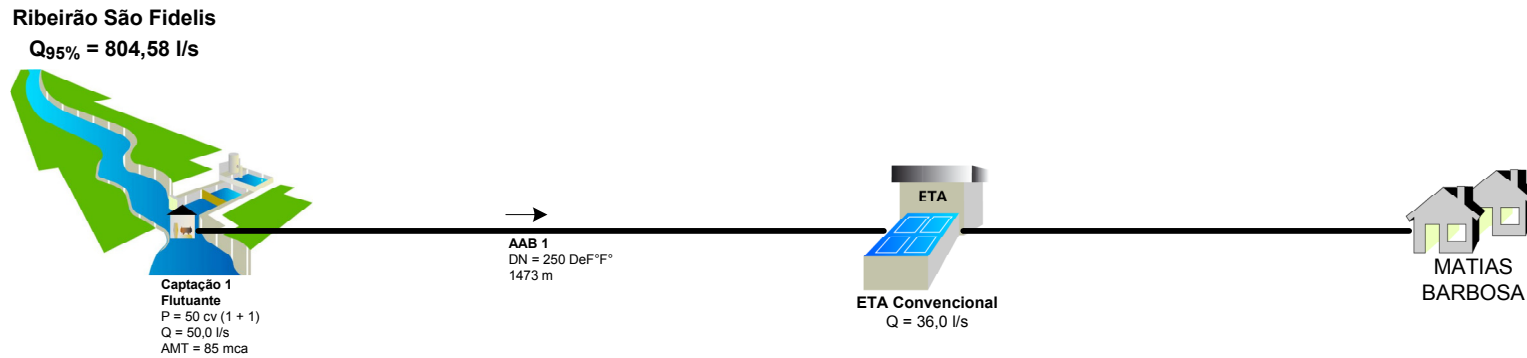 Ribeirão São Fidelis
Q95% = 804,58 l/s
Captação 1
Flutuante
P = 50 cv (1 + 1)
Q = 50,0 l/s
AMT = 85 mca
AAB 1
DN = 250 DeF°F°
1473 m
ETA
ETA Convencional
Q = 36,0 l/s
MATIAS
BARBOSA